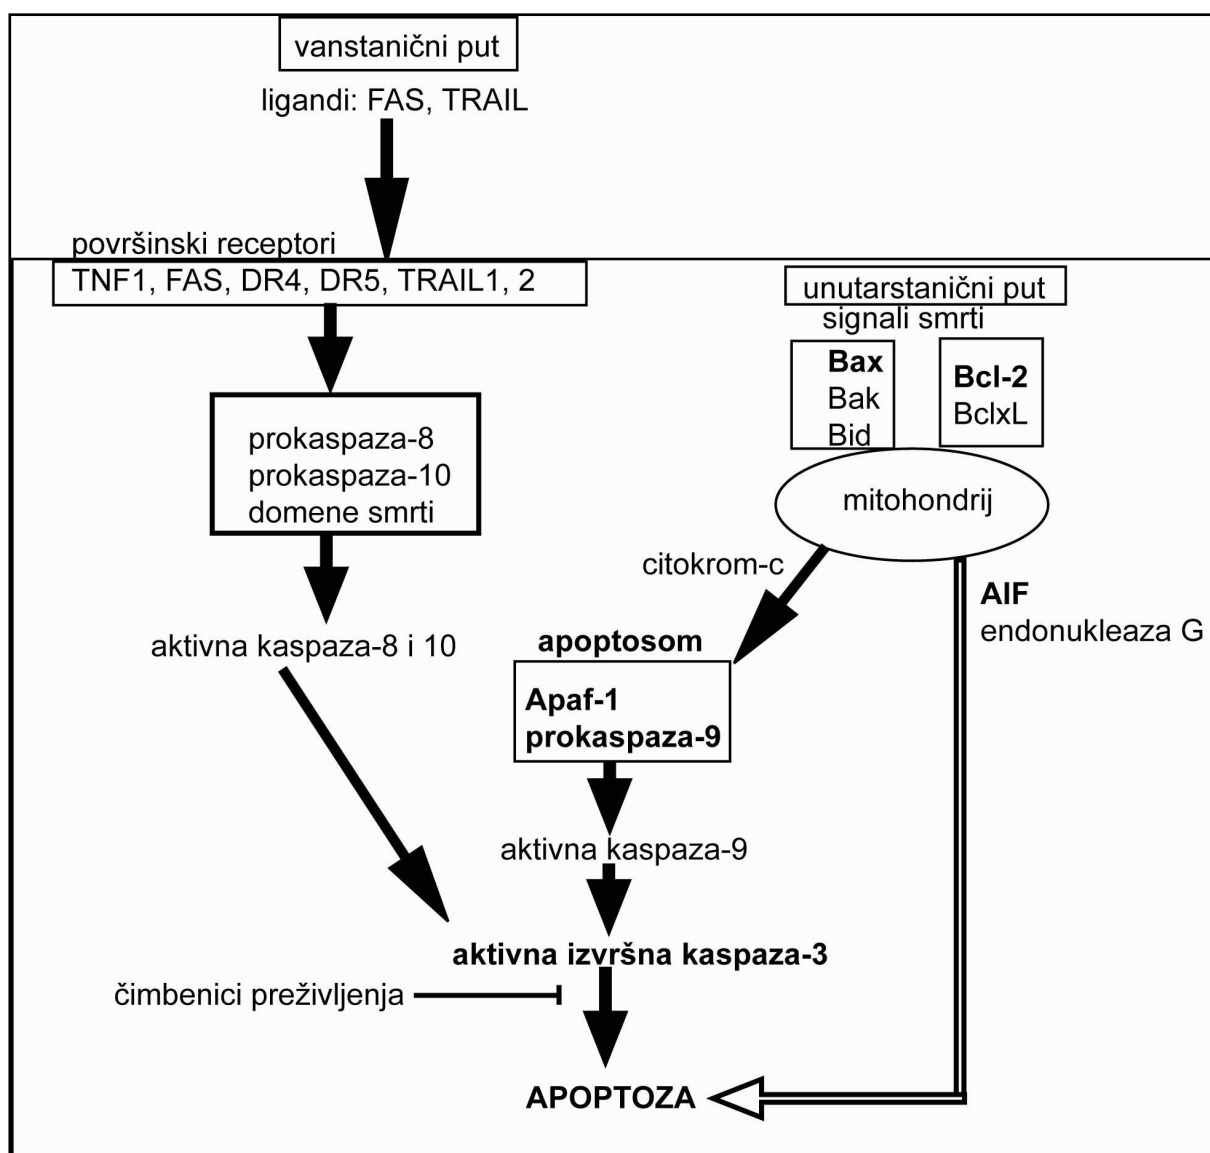 vanstanični put
ligandi: FAS, TRAIL
površinski receptori
TNF1, FAS, DR4, DR5, TRAIL1, 2
prokaspaza-8
prokaspaza-10
domene smrti
aktivna kaspaza-8 i 10
unutarstanični put
signali smrti
Bax
Bak
Bid
Bcl-2
BclxL
mitohondrij
citokrom-c
AIF
endonukleaza G
apoptosom
Apaf-1
prokaspaza-9
aktivna kaspaza-9
aktivna izvršna kaspaza-3
čimbenici preživljenja
APOPTOZA